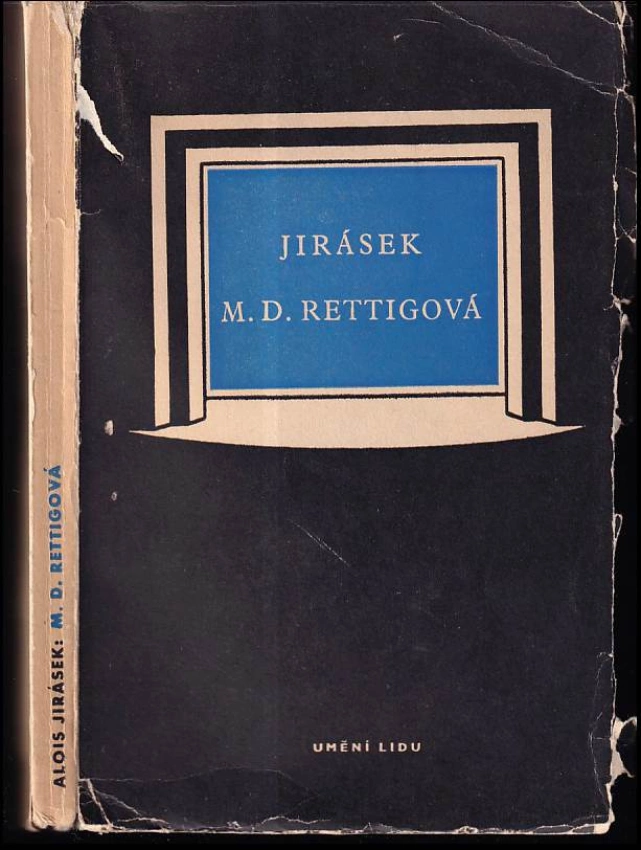 JIRÁSEK
M. D. RETTIGOVÁ
UMĚNÍ LIDU
ALOIS JIRÁSEK: M. D. RETTIGOVÁ